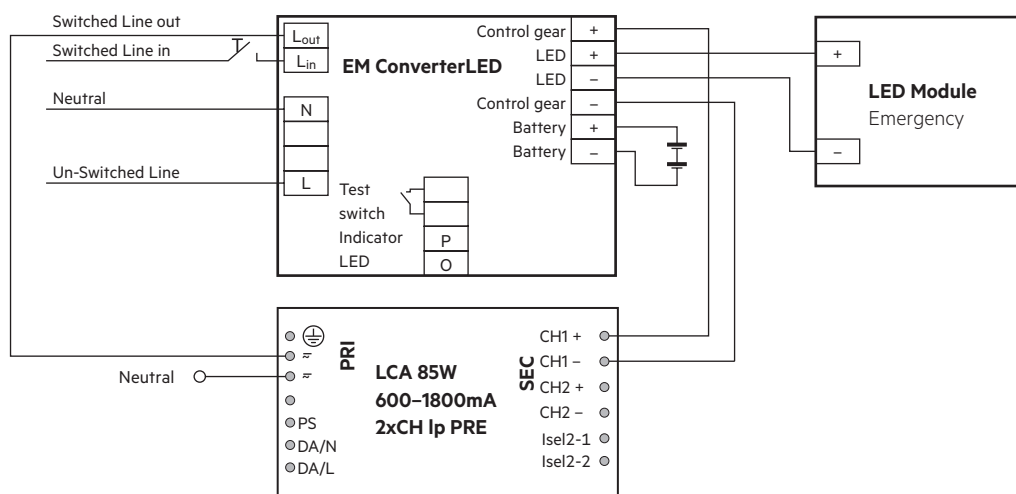 Switched Line out
Switched Line in
Neutral
Un-Switched Line
Lout
Lin
N
L
EM ConverterLED
Test
switch
Indicator
LED
P
O
Control gear +
LED +
LED –
Control gear –
Battery +
Battery –
+
LED Module
Emergency
–
Neutral
PRI
PS
DA/N
DA/L
LCA 85W
600–1800mA
2xCH lp PRE
SEC
CH1 +
CH1 –
CH2 +
CH2 –
Isel2-1
Isel2-2